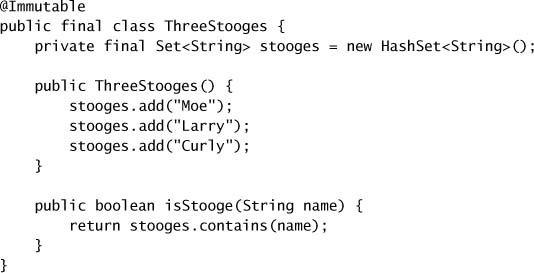 @Immutable
public final class ThreeStooges {
    private final Set<String> stooges = new HashSet<String>();

    public ThreeStooges() {
        stooges.add("Moe");
        stooges.add("Larry");
        stooges.add("Curly");
    }

    public boolean isStooge(String name) {
        return stooges.contains(name);
    }
}